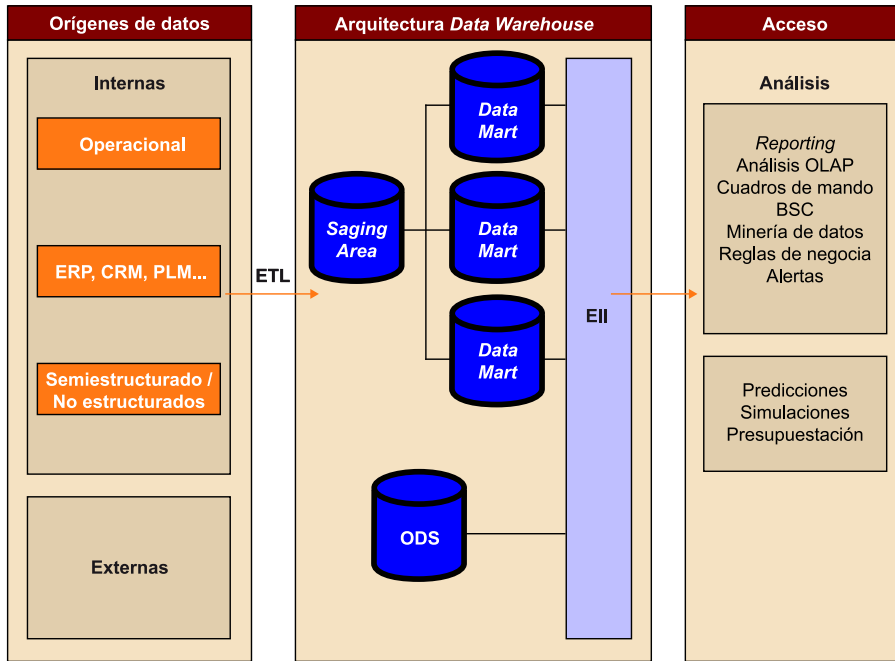 Orígenes de datos
Internas
Operacional
ERP, CRM, PLM...
Semiestructurado /
No estructurados
Externas
ETL
Arquitectura Data Warehouse
Saging
Area
Data
Mart
Data
Mart
Data
Mart
ODS
EII
Acceso
Análisis
Reporting
Análisis OLAP
Cuadros de mando
BSC
Minería de datos
Reglas de negocia
Alertas
Predicciones
Simulaciones
Presupuestación